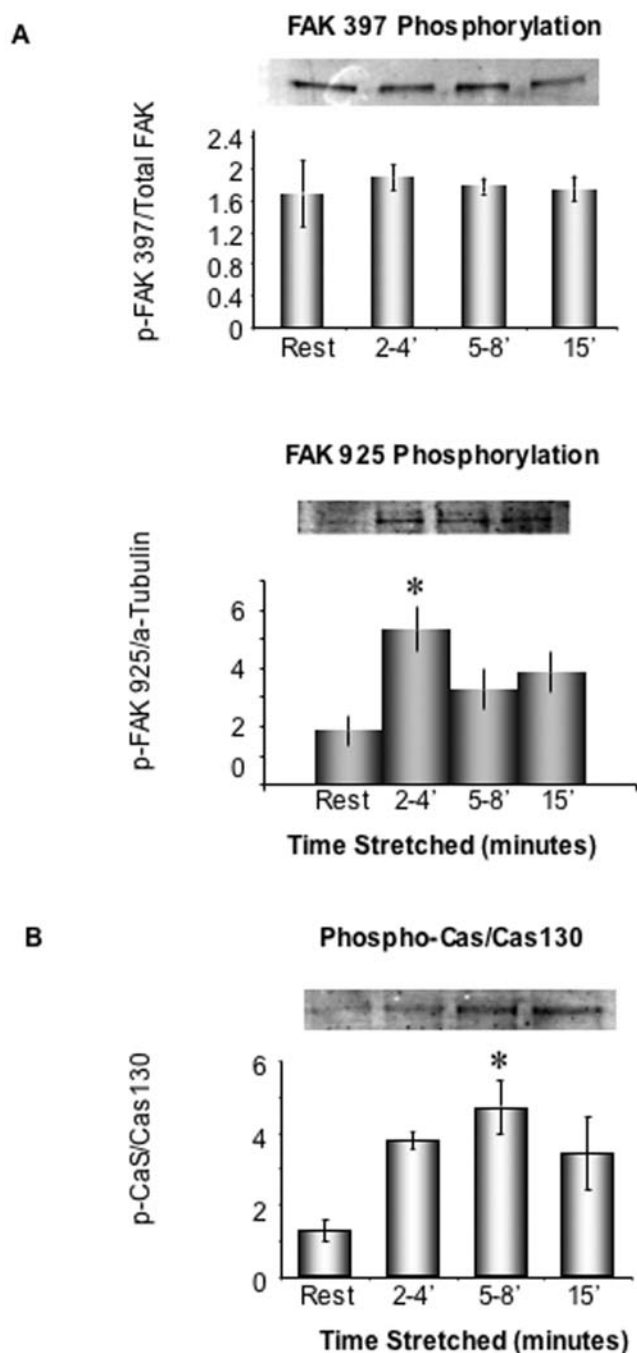 A
FAK 397 Phosphorylation
p-FAK 397/Total FAK
2.4
2
1.6
1.2
0.8
0.4
0
Rest 2-4’ 5-8’ 15’
FAK 925 Phosphorylation
p-FAK 925/a-Tubulin
*
6
4
2
0
Rest 2-4’ 5-8’ 15’
Time Stretched (minutes)
B
Phospho-Cas/Cas130
p-CaS/Cas130
*
6
4
2
0
Rest 2-4’ 5-8’ 15’
Time Stretched (minutes)